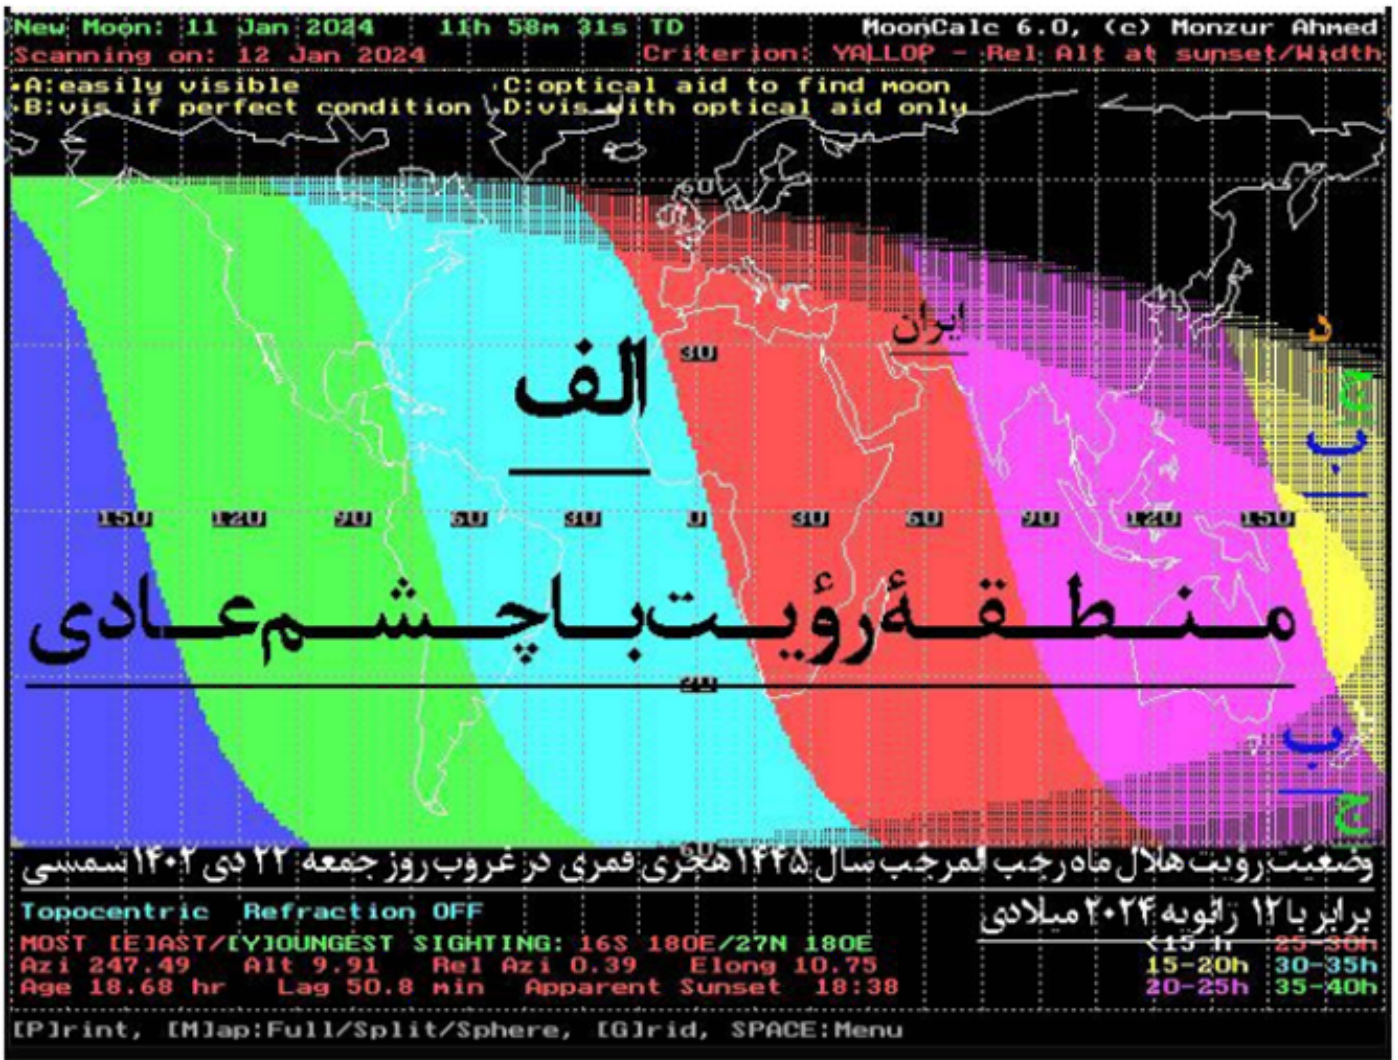 New Moon: 11 Jan 2024 11h 58m 31s TD MoonCalc 6.0, (c) Monzur Ahmed
Scanning on: 12 Jan 2024 Criterion: YALLOP - Rel Alt at sunset/Width
A:easily visible C:optical aid to find moon
B:vis if perfect condition D:vis with optical aid only
60
ایران
د
30
ج
الف
ب
150 120 90 60 30 0 30 60 90 120 150
منطقهٔ رؤیت با چشم عادی
30
ب
ج
60
وضعیّت رؤیت هلال ماه رجب المرجّب سال ۱۴۴۵ هجری قمری در غروب روز جمعه ۲۲ دی ۱۴۰۲ شمسی
برابر با ۱۲ ژانویه ۲۰۲۴ میلادی
Topocentric Refraction OFF
MOST [E]AST/[Y]OUNGEST SIGHTING: 16S 180E/27N 180E <15 h 25-30h
Azi 247.49 Alt 9.91 Rel Azi 0.39 Elong 10.75 15-20h 30-35h
Age 18.68 hr Lag 50.8 min Apparent Sunset 18:38 20-25h 35-40h
[P]rint, [M]ap:Full/Split/Sphere, [G]rid, SPACE:Menu